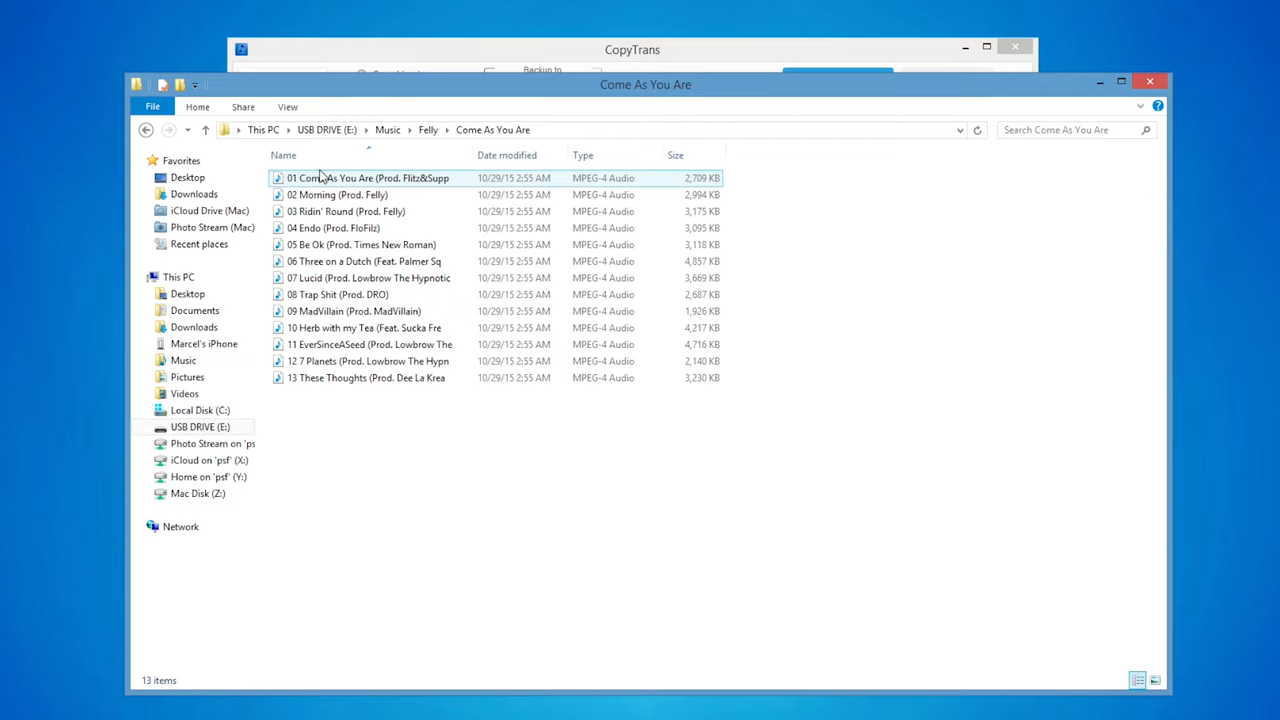 CopyTrans
Backup to
Come As You Are
File Home Share View
This PC USB DRIVE (E:) Music Felly Come As You Are
Search Come As You Are
Name Date modified Type Size
Favorites
Desktop
Downloads
iCloud Drive (Mac)
Photo Stream (Mac)
Recent places
This PC
Desktop
Documents
Downloads
Marcel's iPhone
Music
Pictures
Videos
Local Disk (C:)
USB DRIVE (E:)
Photo Stream on 'ps
iCloud on 'psf' (X:)
Home on 'psf' (Y:)
Mac Disk (Z:)
Network
01 Come As You Are (Prod. Flitz&Supp 10/29/15 2:55 AM MPEG-4 Audio 2,709 KB
02 Morning (Prod. Felly) 10/29/15 2:55 AM MPEG-4 Audio 2,994 KB
03 Ridin' Round (Prod. Felly) 10/29/15 2:55 AM MPEG-4 Audio 3,175 KB
04 Endo (Prod. FloFilz) 10/29/15 2:55 AM MPEG-4 Audio 3,095 KB
05 Be Ok (Prod. Times New Roman) 10/29/15 2:55 AM MPEG-4 Audio 3,118 KB
06 Three on a Dutch (Feat. Palmer Sq 10/29/15 2:55 AM MPEG-4 Audio 4,857 KB
07 Lucid (Prod. Lowbrow The Hypnotic 10/29/15 2:55 AM MPEG-4 Audio 3,669 KB
08 Trap Shit (Prod. DRO) 10/29/15 2:55 AM MPEG-4 Audio 2,687 KB
09 MadVillain (Prod. MadVillain) 10/29/15 2:55 AM MPEG-4 Audio 1,926 KB
10 Herb with my Tea (Feat. Sucka Fre 10/29/15 2:55 AM MPEG-4 Audio 4,217 KB
11 EverSinceASeed (Prod. Lowbrow The 10/29/15 2:55 AM MPEG-4 Audio 4,716 KB
12 7 Planets (Prod. Lowbrow The Hypn 10/29/15 2:55 AM MPEG-4 Audio 2,140 KB
13 These Thoughts (Prod. Dee La Krea 10/29/15 2:55 AM MPEG-4 Audio 3,230 KB
13 items